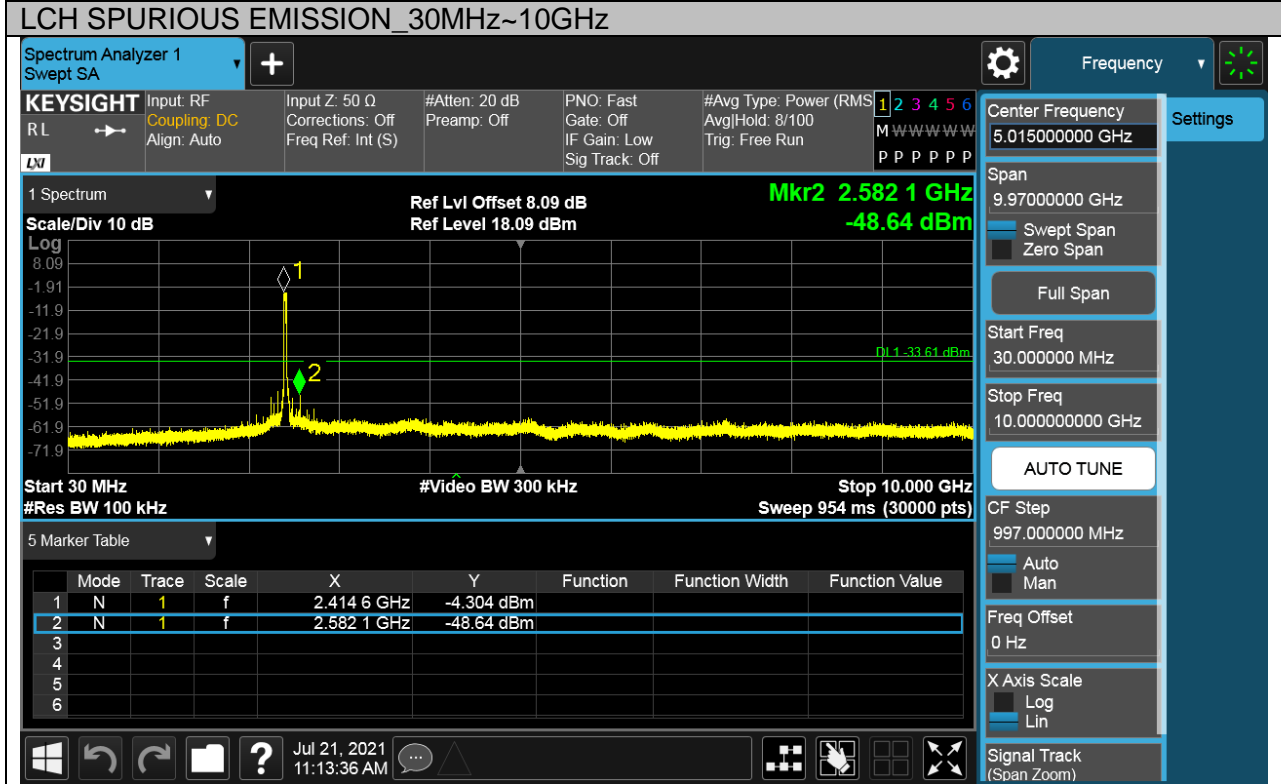 LCH SPURIOUS EMISSION_30MHz~10GHz
Spectrum Analyzer 1
Swept SA
+
Frequency
KEYSIGHT
RL
LXI
Input: RF
Coupling: DC
Align: Auto
Input Z: 50 Ω
Corrections: Off
Freq Ref: Int (S)
#Atten: 20 dB
Preamp: Off
PNO: Fast
Gate: Off
IF Gain: Low
Sig Track: Off
#Avg Type: Power (RMS
Avg|Hold: 8/100
Trig: Free Run
1 2 3 4 5 6
M W W W W W
P P P P P P
1 Spectrum
Scale/Div 10 dB
Ref Lvl Offset 8.09 dB
Ref Level 18.09 dBm
Mkr2 2.582 1 GHz
-48.64 dBm
Log
8.09
-1.91
-11.9
-21.9
-31.9
-41.9
-51.9
-61.9
-71.9
1
2
DL1 -33.61 dBm
Start 30 MHz
#Video BW 300 kHz
Stop 10.000 GHz
#Res BW 100 kHz
Sweep 954 ms (30000 pts)
5 Marker Table
Mode Trace Scale X Y Function Function Width Function Value
1 N 1 f 2.414 6 GHz -4.304 dBm
2 N 1 f 2.582 1 GHz -48.64 dBm
3
4
5
6
?
Jul 21, 2021
11:13:36 AM
Center Frequency
5.015000000 GHz
Settings
Span
9.97000000 GHz
Swept Span
Zero Span
Full Span
Start Freq
30.000000 MHz
Stop Freq
10.000000000 GHz
AUTO TUNE
CF Step
997.000000 MHz
Auto
Man
Freq Offset
0 Hz
X Axis Scale
Log
Lin
Signal Track
(Span Zoom)